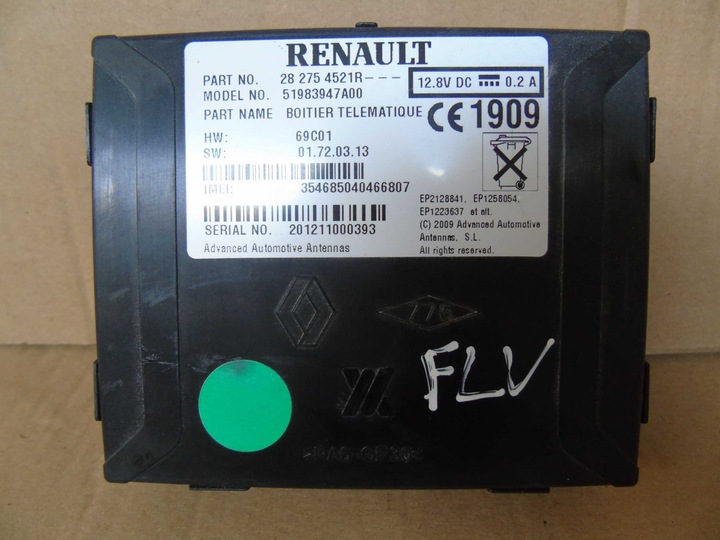 RENAULT
PART NO. 28 275 4521R---
12.8V DC 0.2 A
MODEL NO. 51983947A00
PART NAME BOITIER TELEMATIQUE
CE 1909
HW: 69C01
SW: 01.72.03.13
IMEI: 354685040466807
EP2128841, EP1258054,
EP1223637 et alt.
(C) 2009 Advanced Automotive
Antennas, S.L.
All rights reserved.
SERIAL NO. 201211000393
Advanced Automotive Antennas
FLV